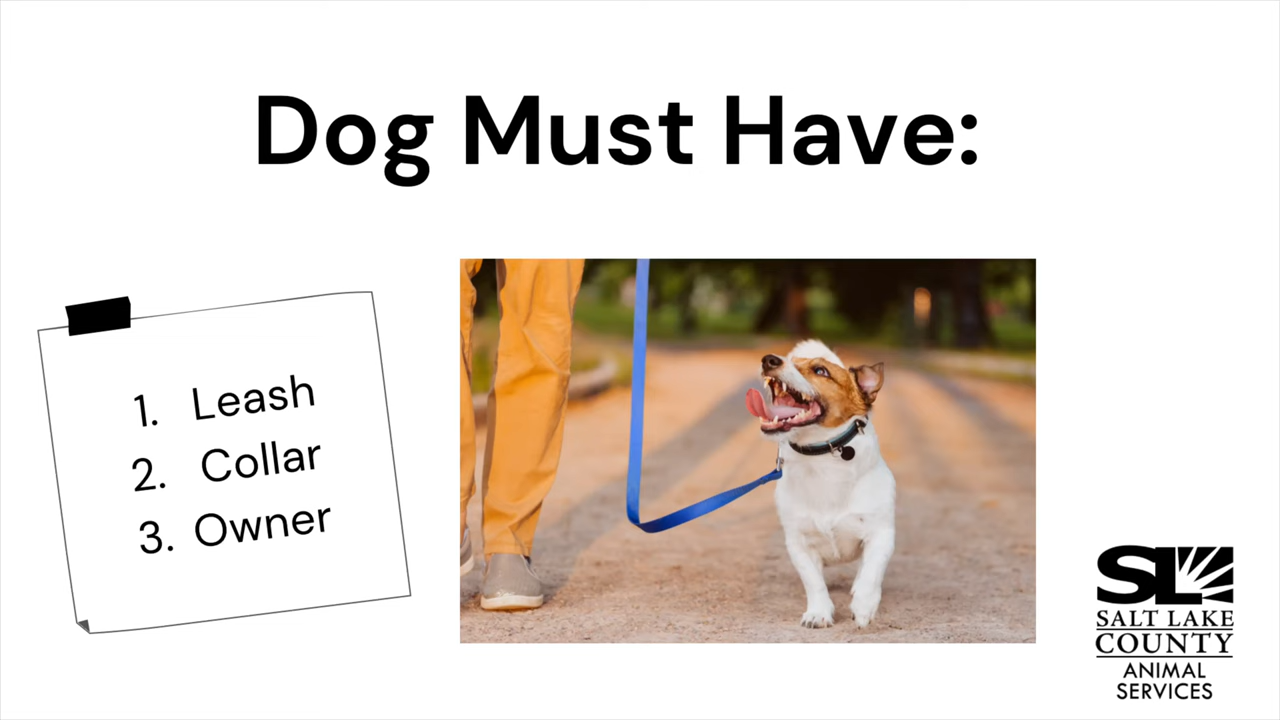 Dog Must Have:
1. Leash
2. Collar
3. Owner
SL
SALT LAKE
COUNTY
ANIMAL
SERVICES